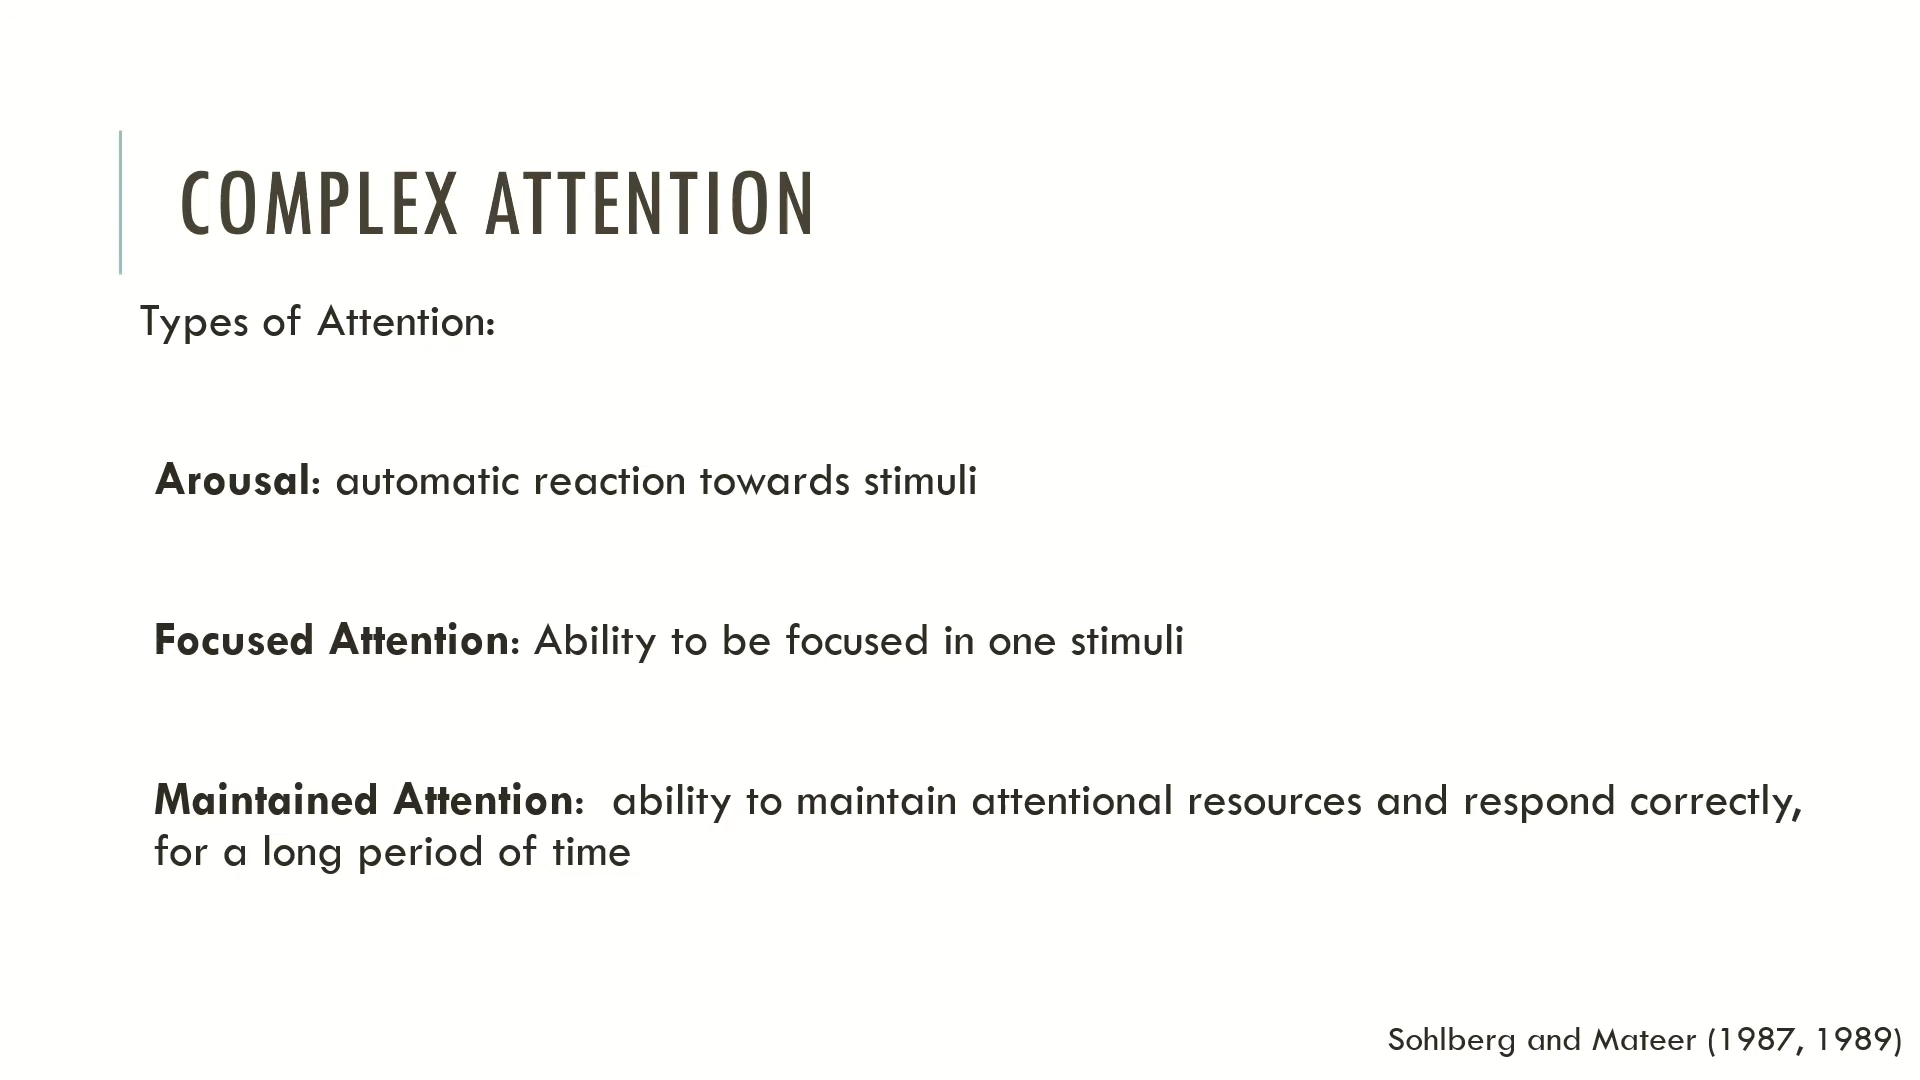 COMPLEX ATTENTION
Types of Attention:
Arousal: automatic reaction towards stimuli
Focused Attention: Ability to be focused in one stimuli
Maintained Attention:  ability to maintain attentional resources and respond correctly,
for a long period of time
Sohlberg and Mateer (1987, 1989)